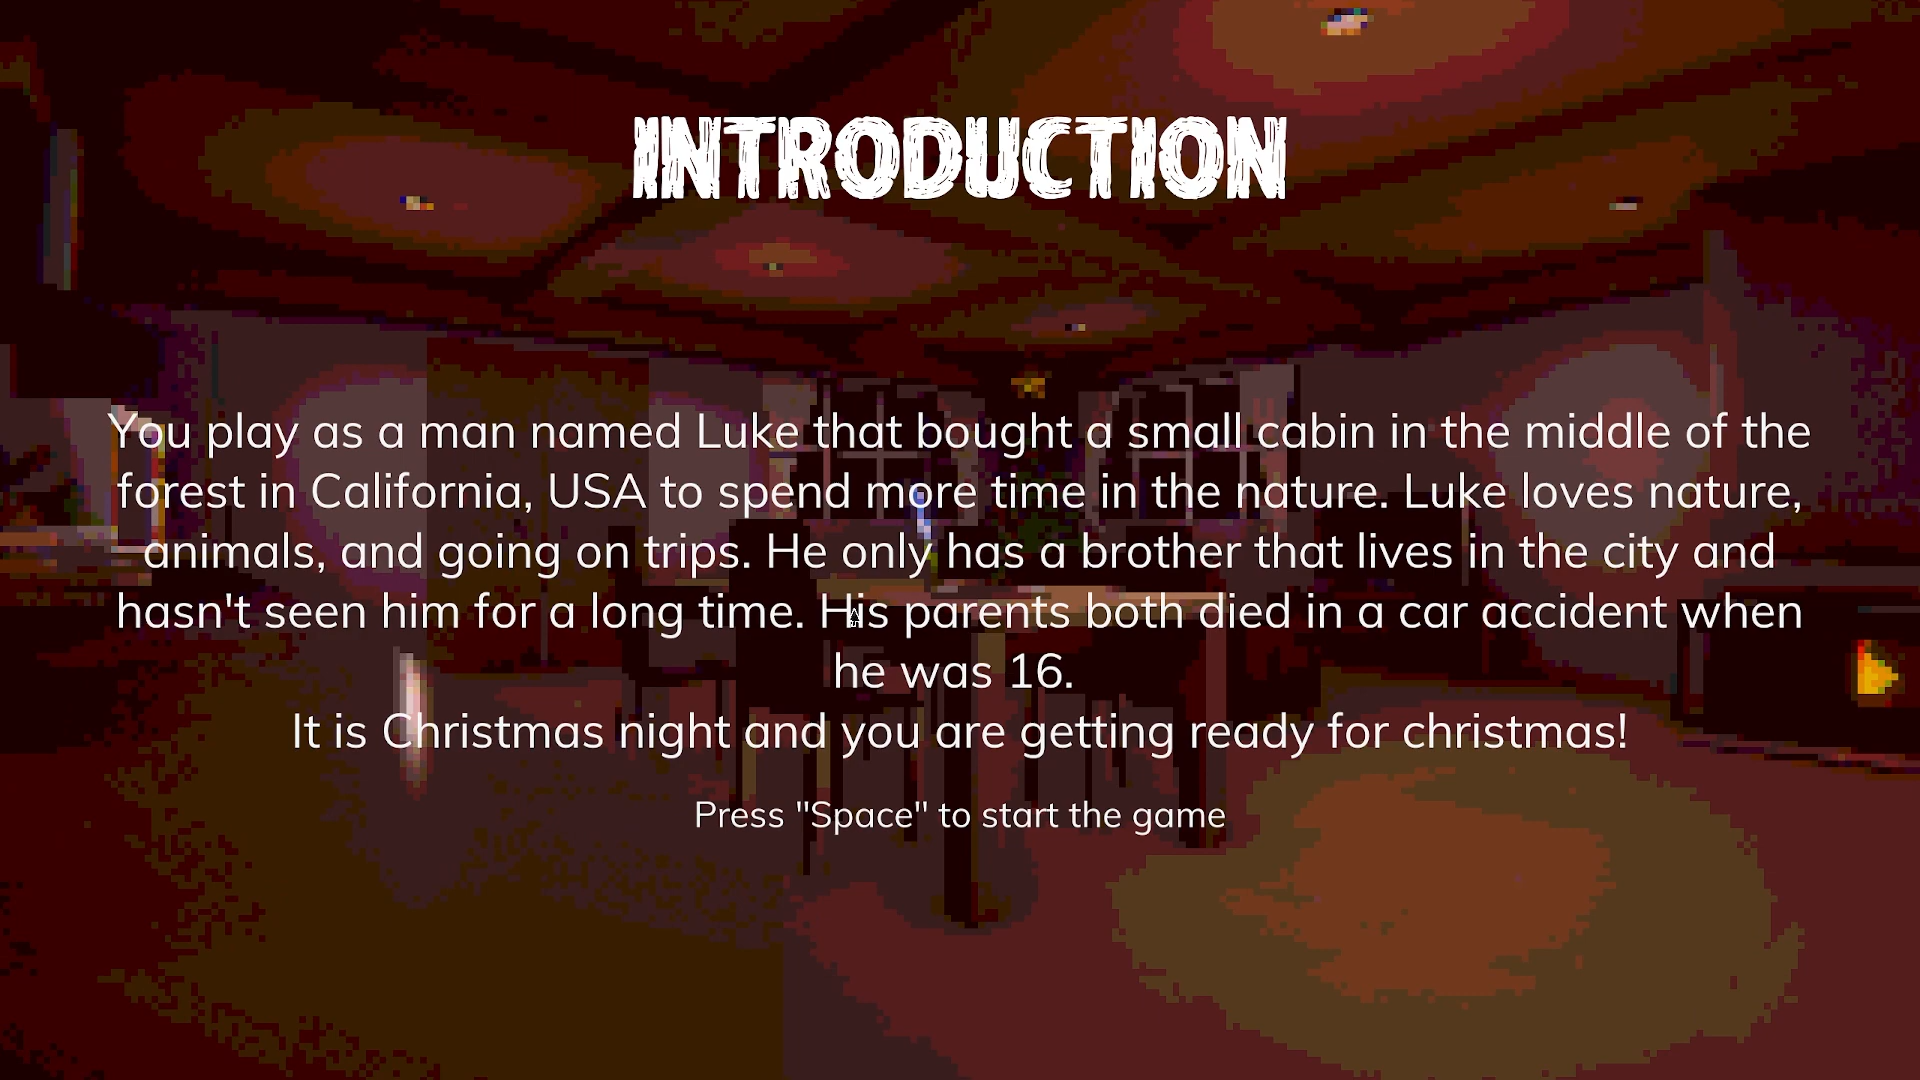 INTRODUCTION
You play as a man named Luke that bought a small cabin in the middle of the
forest in California, USA to spend more time in the nature. Luke loves nature,
animals, and going on trips. He only has a brother that lives in the city and
hasn't seen him for a long time. His parents both died in a car accident when
he was 16.
It is Christmas night and you are getting ready for christmas!
Press "Space" to start the game